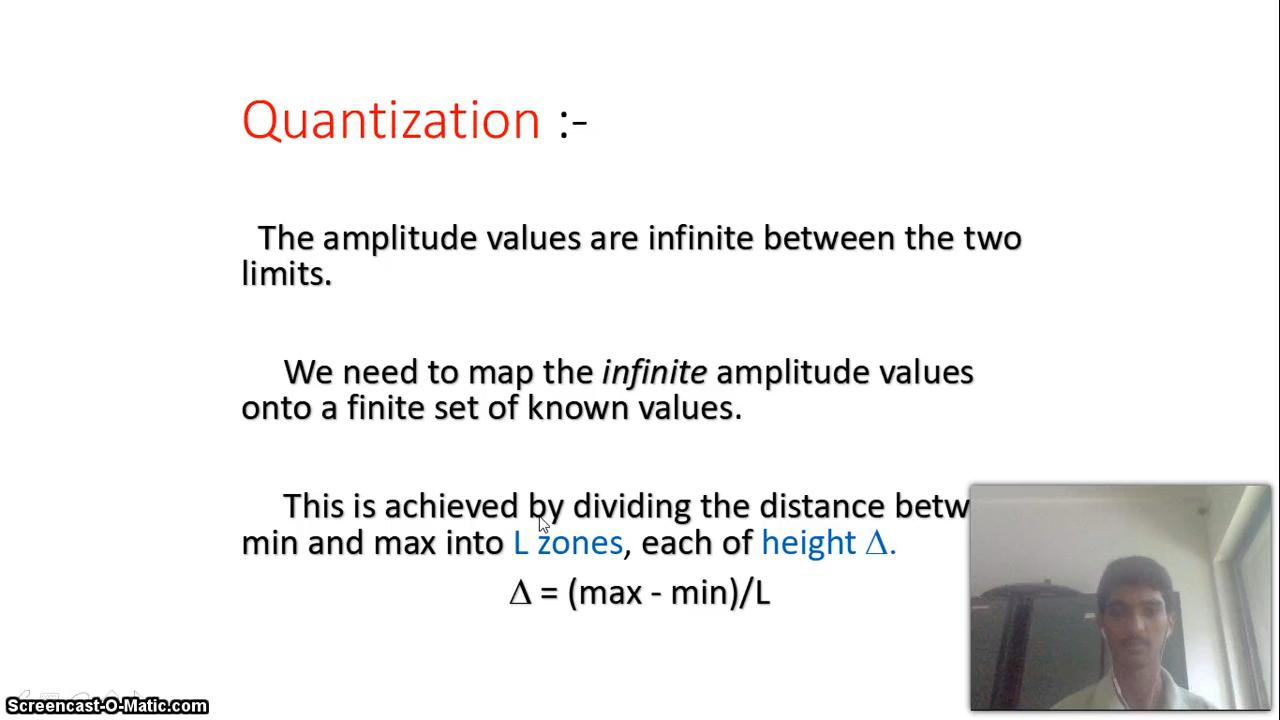 Quantization :-
The amplitude values are infinite between the two
limits.
We need to map the infinite amplitude values
onto a finite set of known values.
This is achieved by dividing the distance betw
min and max into L zones, each of height Δ.
Δ = (max - min)/L
Screencast-O-Matic.com